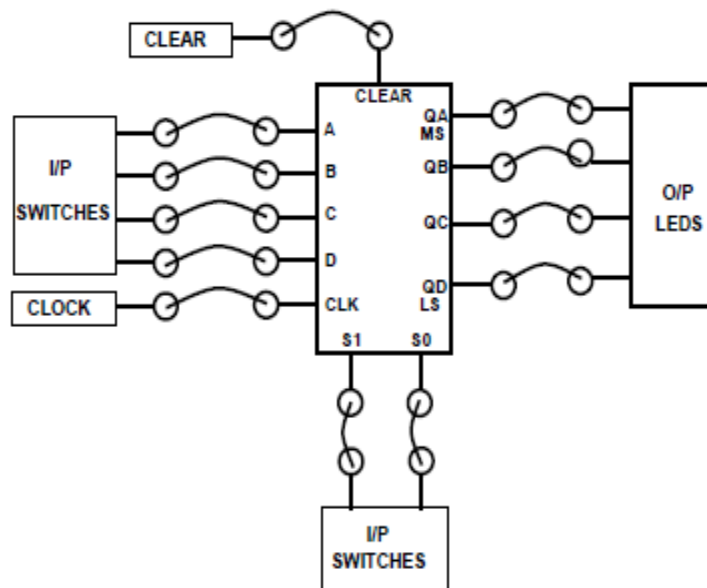 CLEAR
CLEAR
I/P
SWITCHES
A
B
C
D
CLOCK
CLK
QA
MS
QB
QC
QD
LS
O/P
LEDS
S1 S0
I/P
SWITCHES